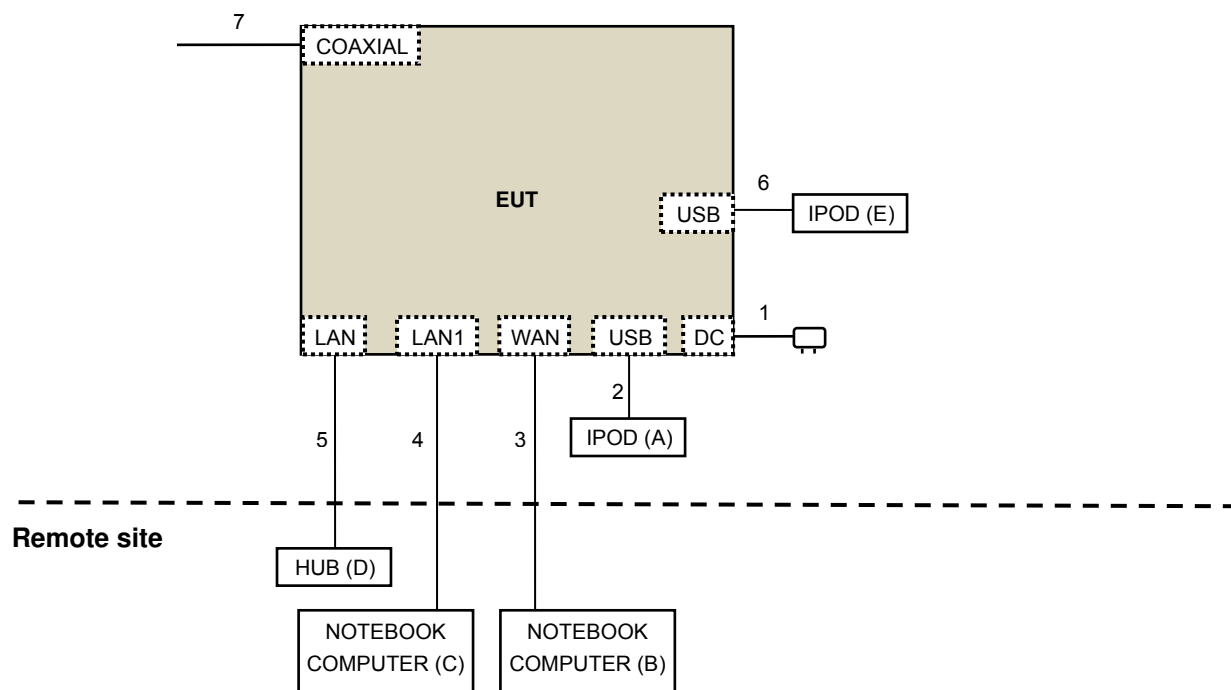 7
COAXIAL
EUT
6
USB
IPOD (E)
1
LAN
LAN1
WAN
USB
DC
2
5
4
3
IPOD (A)
Remote site
HUB (D)
NOTEBOOK
COMPUTER (C)
NOTEBOOK
COMPUTER (B)